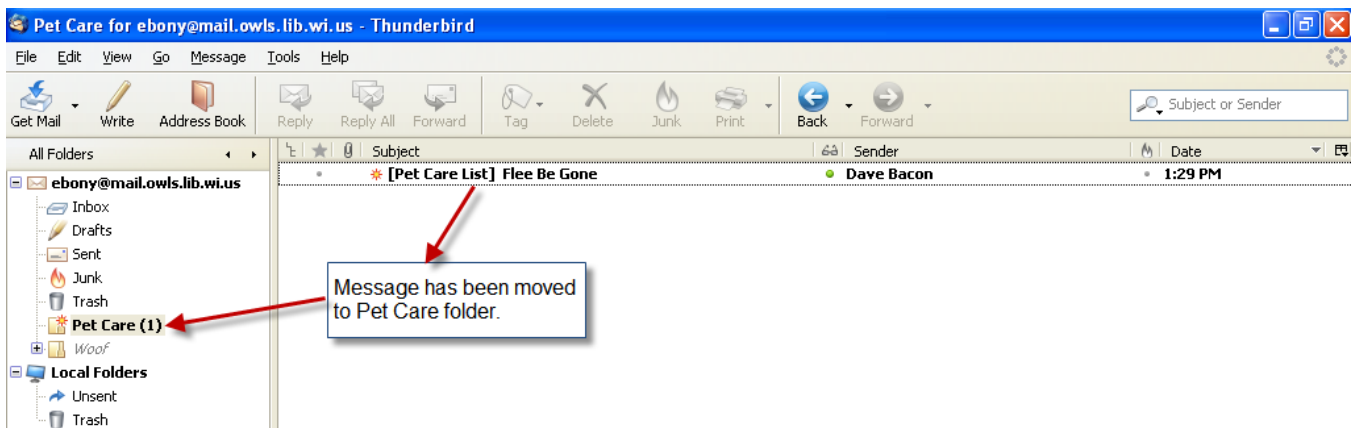 Pet Care for ebony@mail.owls.lib.wi.us - Thunderbird
File Edit View Go Message Tools Help
Get Mail Write Address Book Reply Reply All Forward Tag Delete Junk Print Back Forward Subject or Sender
All Folders Subject Sender Date
[Pet Care List] Flee Be Gone Dave Bacon 1:29 PM
ebony@mail.owls.lib.wi.us
Inbox
Drafts
Sent
Junk
Trash
Pet Care (1)
Woof
Local Folders
Unsent
Trash
Message has been moved
to Pet Care folder.